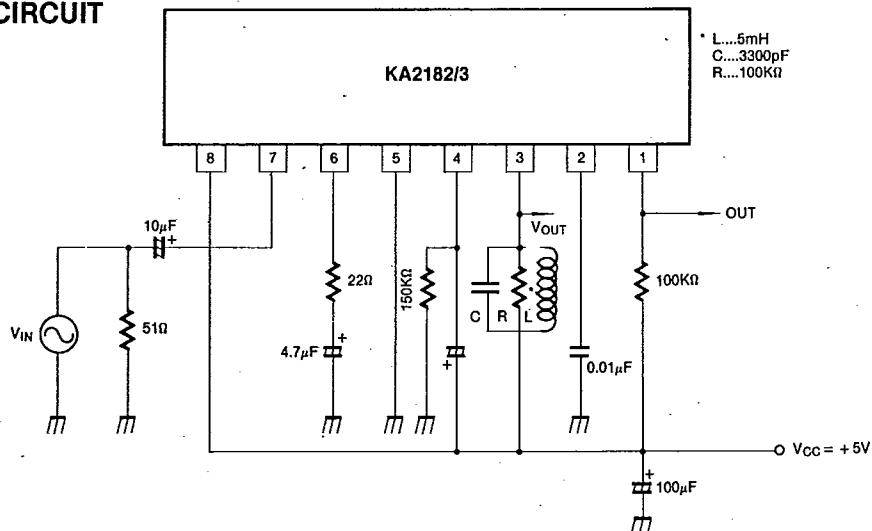 CIRCUIT
* L....5mH
C....3300pF
R....100KΩ
KA2182/3
8 7 6 5 4 3 2 1
10μF
+
VOUT
OUT
22Ω
150KΩ
100KΩ
VIN
51Ω
C R L
*
4.7μF
+
+
0.01μF
VCC = +5V
+
100μF